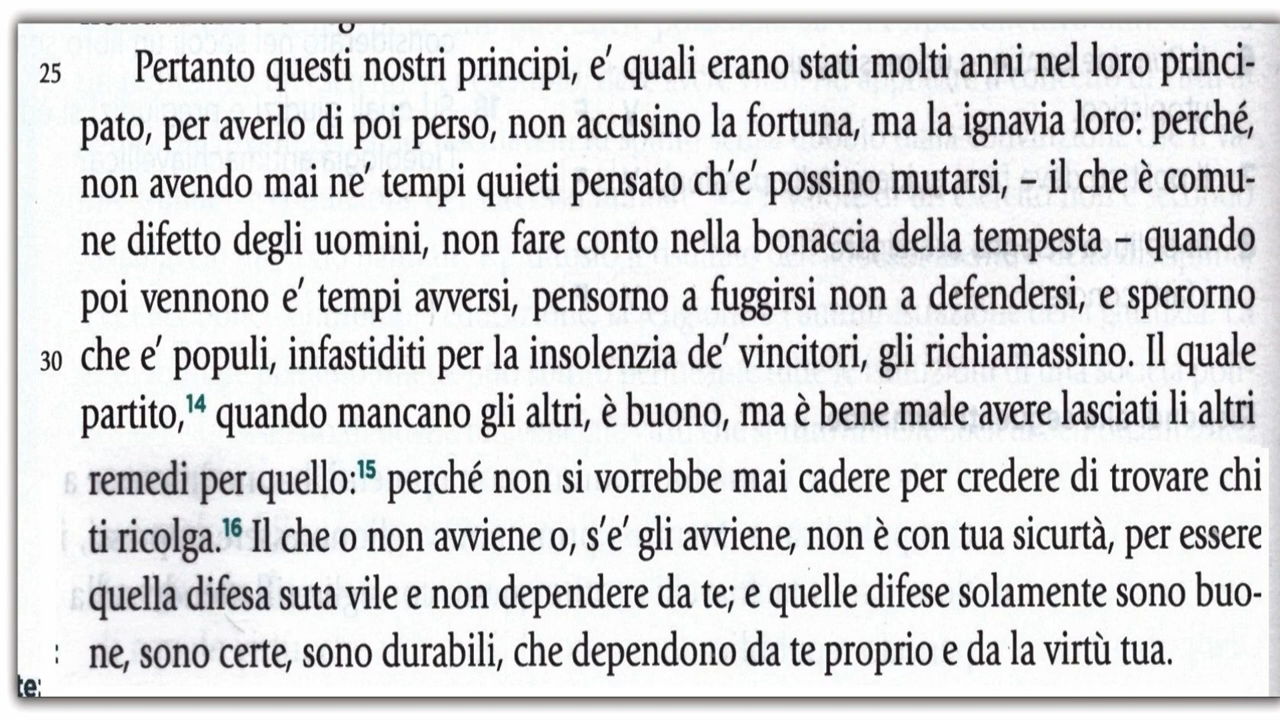 25 Pertanto questi nostri principi, e’ quali erano stati molti anni nel loro princi-
pato, per averlo di poi perso, non accusino la fortuna, ma la ignavia loro: perché,
non avendo mai ne’ tempi quieti pensato ch’e’ possino mutarsi, – il che è comu-
ne difetto degli uomini, non fare conto nella bonaccia della tempesta – quando
poi vennono e’ tempi avversi, pensorno a fuggirsi non a defendersi, e sperorno
30 che e’ populi, infastiditi per la insolenzia de’ vincitori, gli richiamassino. Il quale
partito,14 quando mancano gli altri, è buono, ma è bene male avere lasciati li altri
remedi per quello:15 perché non si vorrebbe mai cadere per credere di trovare chi
ti ricolga.16 Il che o non avviene o, s’e’ gli avviene, non è con tua sicurtà, per essere
quella difesa suta vile e non dependere da te; e quelle difese solamente sono buo-
ne, sono certe, sono durabili, che dependono da te proprio e da la virtù tua.
te: